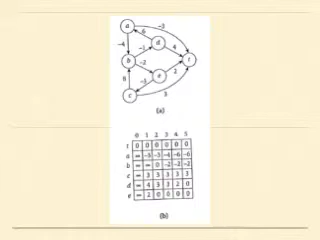 a
–3
6
–4
d
–1
4
t
b
–2
e
2
8
–3
c
3
(a)
0 1 2 3 4 5
t 0 0 0 0 0 0
a ∞ –3 –3 –4 –6 –6
b ∞ ∞ 0 –2 –2 –2
c ∞ 3 3 3 3 3
d ∞ 4 3 3 2 0
e ∞ 2 0 0 0 0
(b)